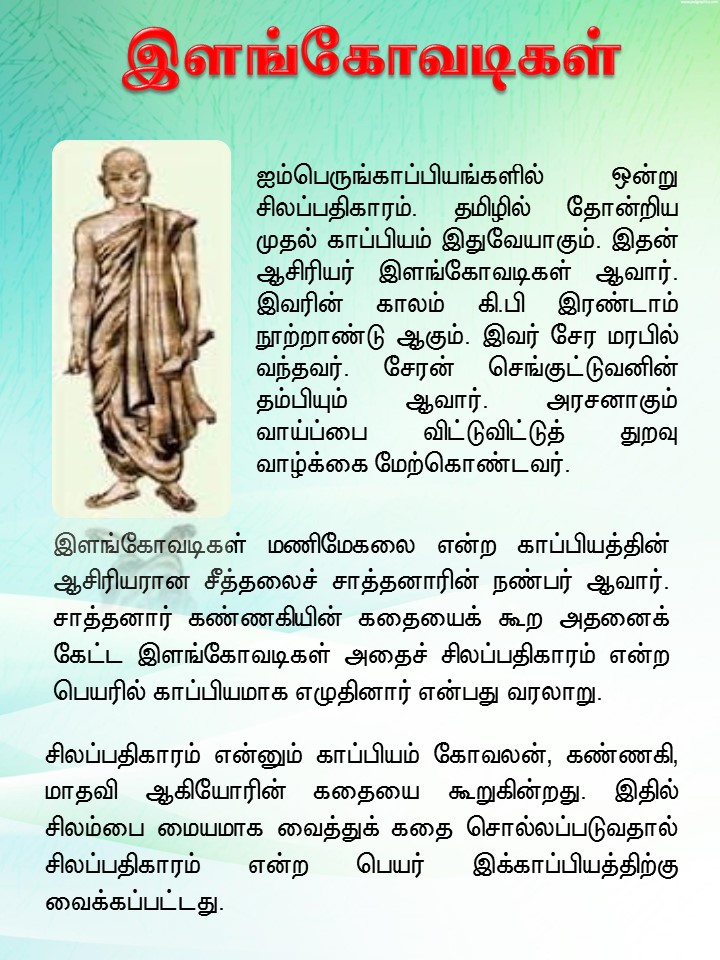 இளங்கோவடிகள்
ஐம்பெருங்காப்பியங்களில் ஒன்று
சிலப்பதிகாரம். தமிழில் தோன்றிய
முதல் காப்பியம் இதுவேயாகும். இதன்
ஆசிரியர் இளங்கோவடிகள் ஆவார்.
இவரின் காலம் கி.பி இரண்டாம்
நூற்றாண்டு ஆகும். இவர் சேர மரபில்
வந்தவர். சேரன் செங்குட்டுவனின்
தம்பியும் ஆவார். அரசனாகும்
வாய்ப்பை விட்டுவிட்டுத் துறவு
வாழ்க்கை மேற்கொண்டவர்.
இளங்கோவடிகள் மணிமேகலை என்ற காப்பியத்தின்
ஆசிரியரான சீத்தலைச் சாத்தனாரின் நண்பர் ஆவார்.
சாத்தனார் கண்ணகியின் கதையைக் கூற அதனைக்
கேட்ட இளங்கோவடிகள் அதைச் சிலப்பதிகாரம் என்ற
பெயரில் காப்பியமாக எழுதினார் என்பது வரலாறு.
சிலப்பதிகாரம் என்னும் காப்பியம் கோவலன், கண்ணகி,
மாதவி ஆகியோரின் கதையை கூறுகின்றது. இதில்
சிலம்பை மையமாக வைத்துக் கதை சொல்லப்படுவதால்
சிலப்பதிகாரம் என்ற பெயர் இக்காப்பியத்திற்கு
வைக்கப்பட்டது.